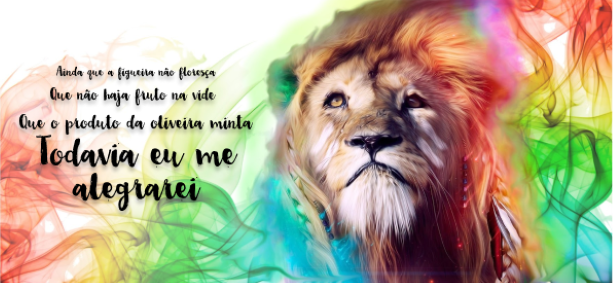 Ainda que a figueira não floresça
Que não haja fruto na vide
Que o produto da oliveira minta
Todavia eu me
alegrarei